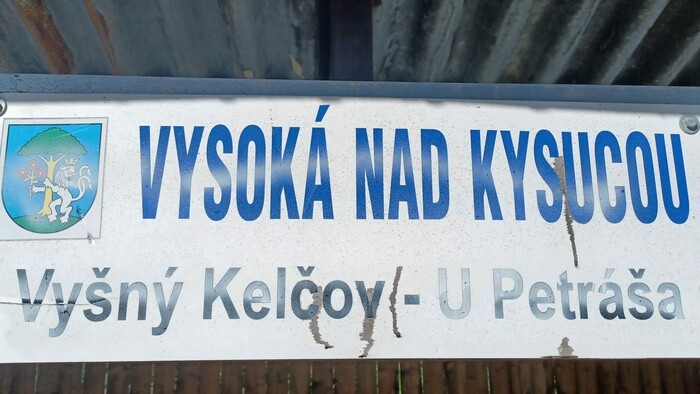 VYSOKÁ NAD KYSUCOU
Vyšný Kelčov - U Petráša